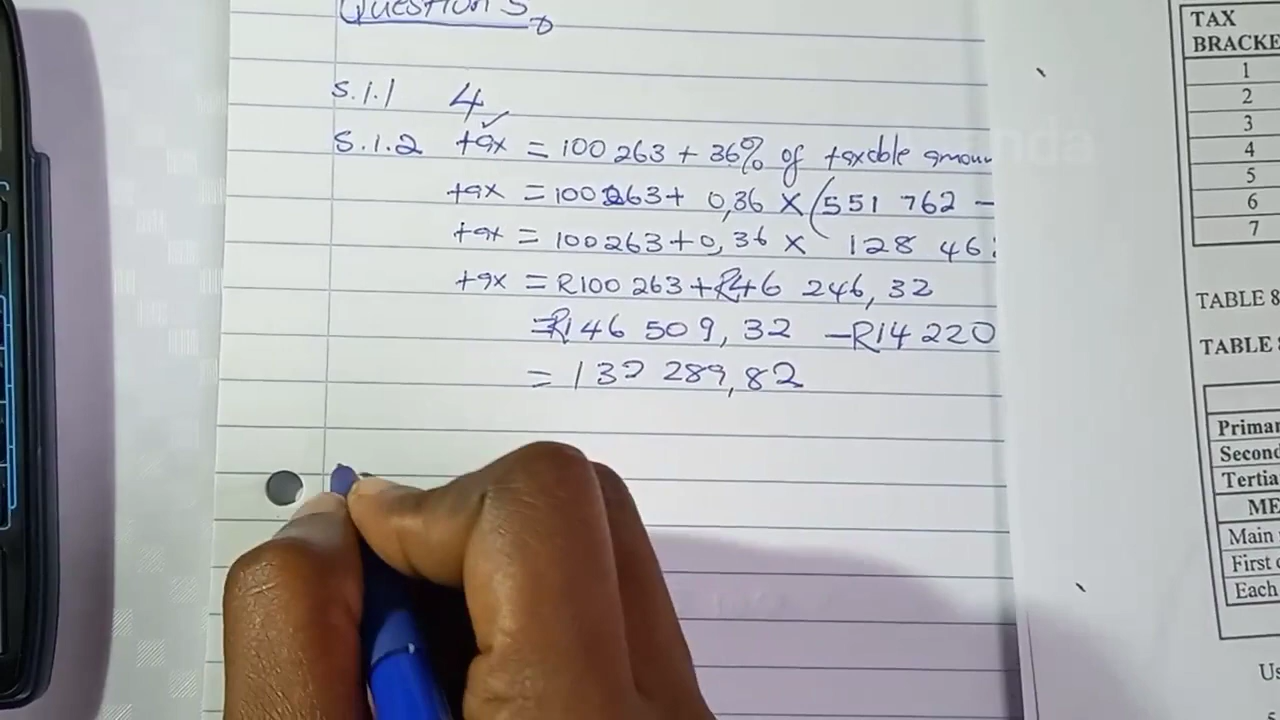 Question 5
5.1.1 4
5.1.2 tax = 100 263 + 36% of taxable amoun
tax = 100 263 + 0,36 × (551 762 –
tax = 100263 + 0,36 × 128 46
tax = R100 263 + R46 246,32
= R146 509,32 – R14 220
= 132 289,82
TAX
BRACKE
1
2
3
4
5
6
7
TABLE 8
TABLE
Primar
Second
Tertia
ME
Main
First
Each
Us